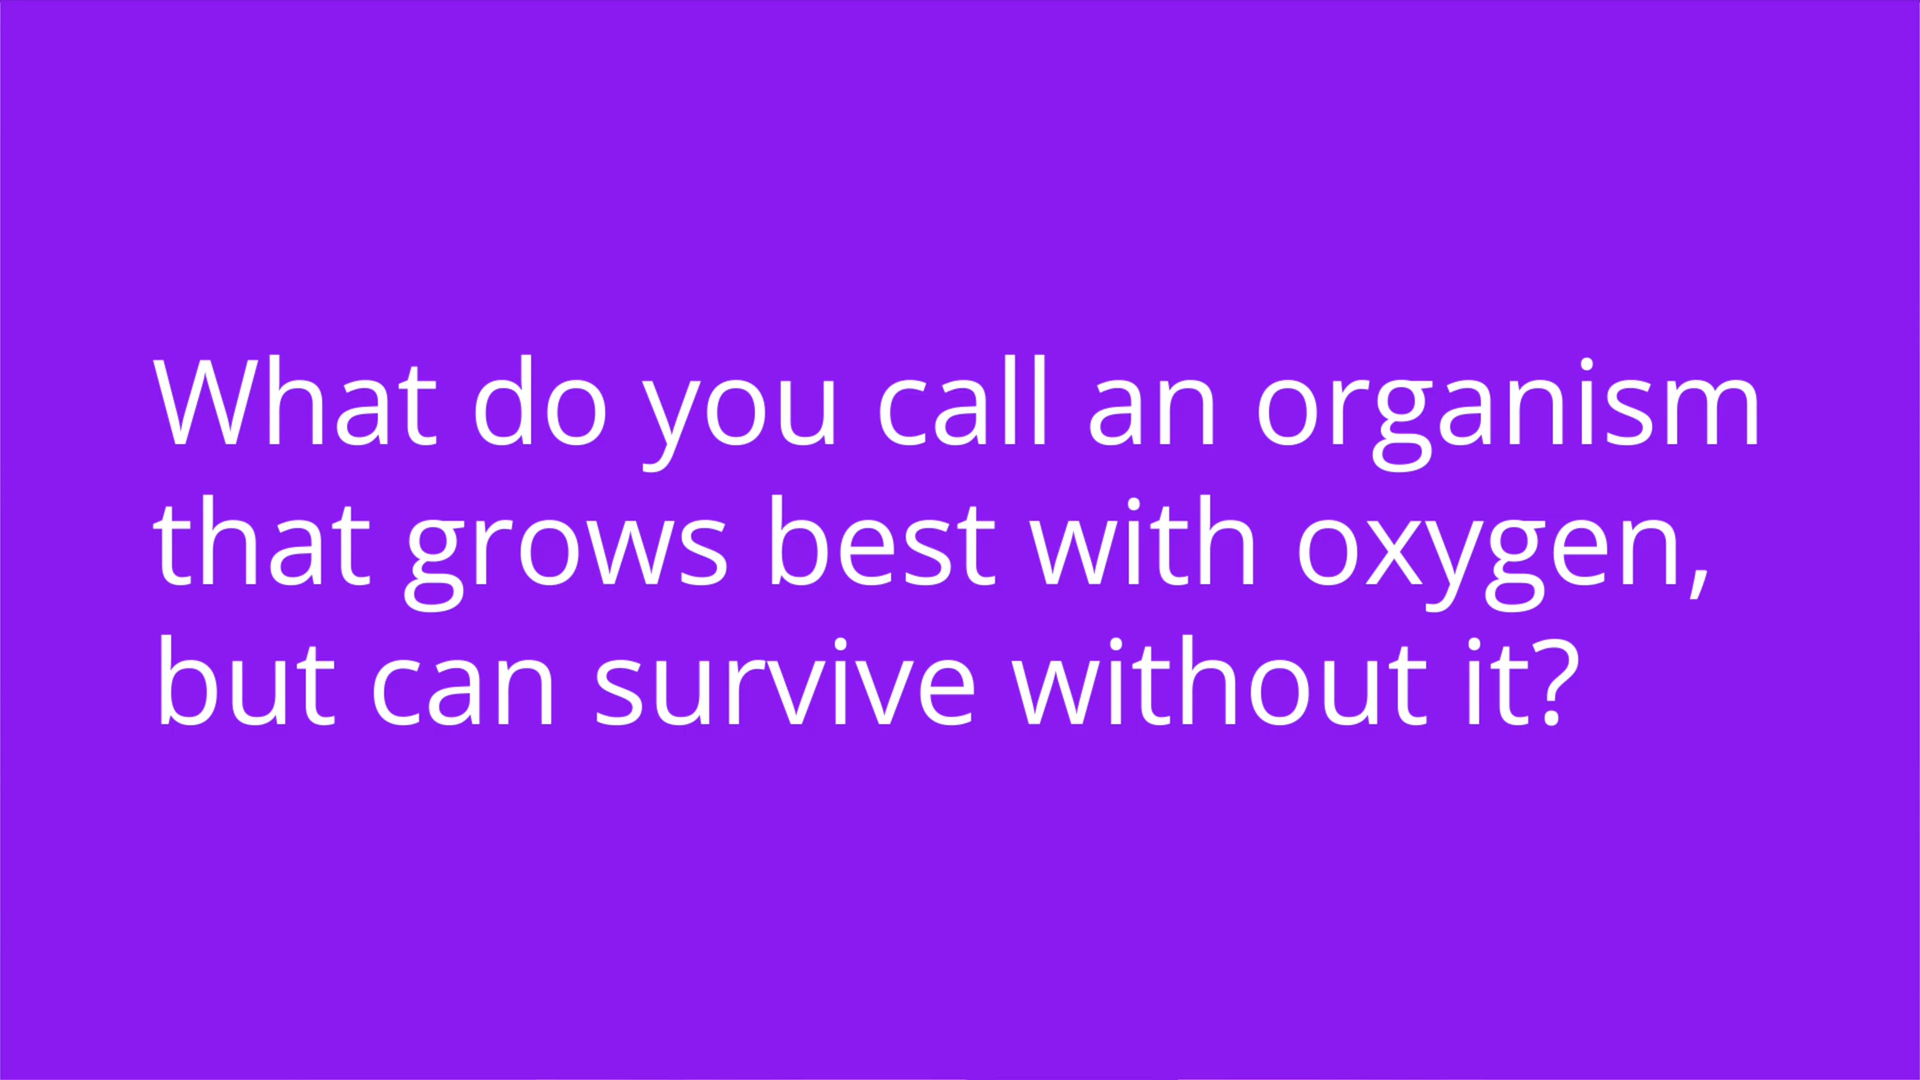 What do you call an organism
that grows best with oxygen,
but can survive without it?